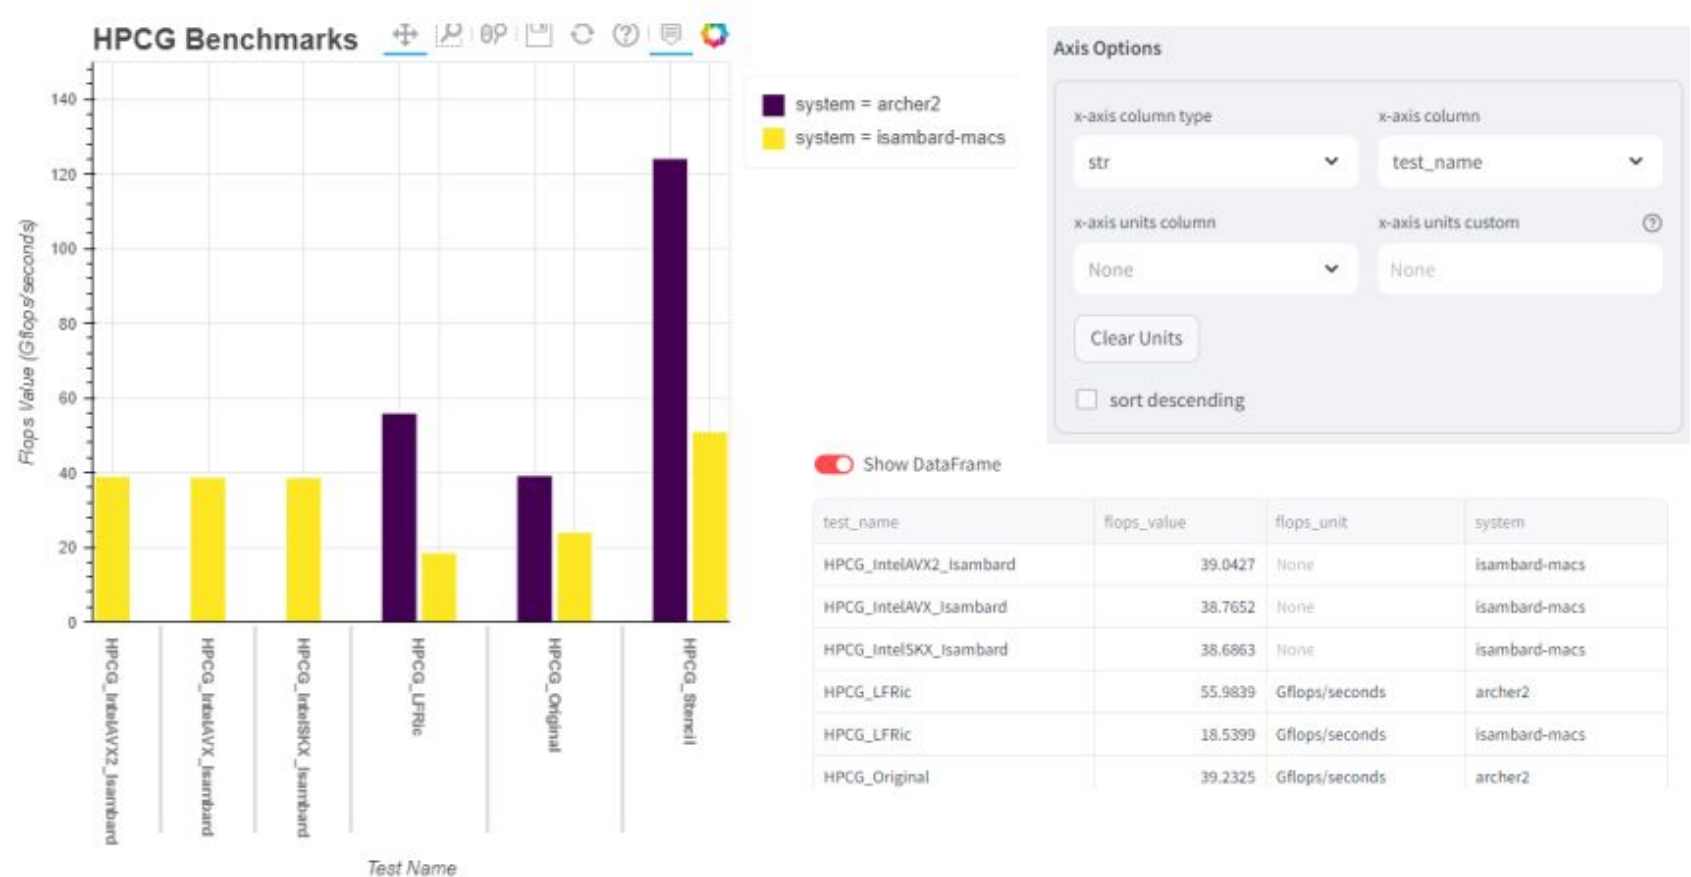 HPCG Benchmarks
140
120
100
80
60
40
20
0
Flops Value (Gflops/seconds)
HPCG_IntelAVX2_Isambard
HPCG_IntelAVX_Isambard
HPCG_IntelSKX_Isambard
HPCG_LFRic
HPCG_Original
HPCG_Stencil
Test Name
system = archer2
system = isambard-macs
Axis Options
x-axis column type x-axis column
str test_name
x-axis units column x-axis units custom
None None
Clear Units
sort descending
Show DataFrame
test_name flops_value flops_unit system
HPCG_IntelAVX2_Isambard 39.0427 None isambard-macs
HPCG_IntelAVX_Isambard 38.7652 None isambard-macs
HPCG_IntelSKX_Isambard 38.6863 None isambard-macs
HPCG_LFRic 55.9839 Gflops/seconds archer2
HPCG_LFRic 18.5399 Gflops/seconds isambard-macs
HPCG_Original 39.2325 Gflops/seconds archer2